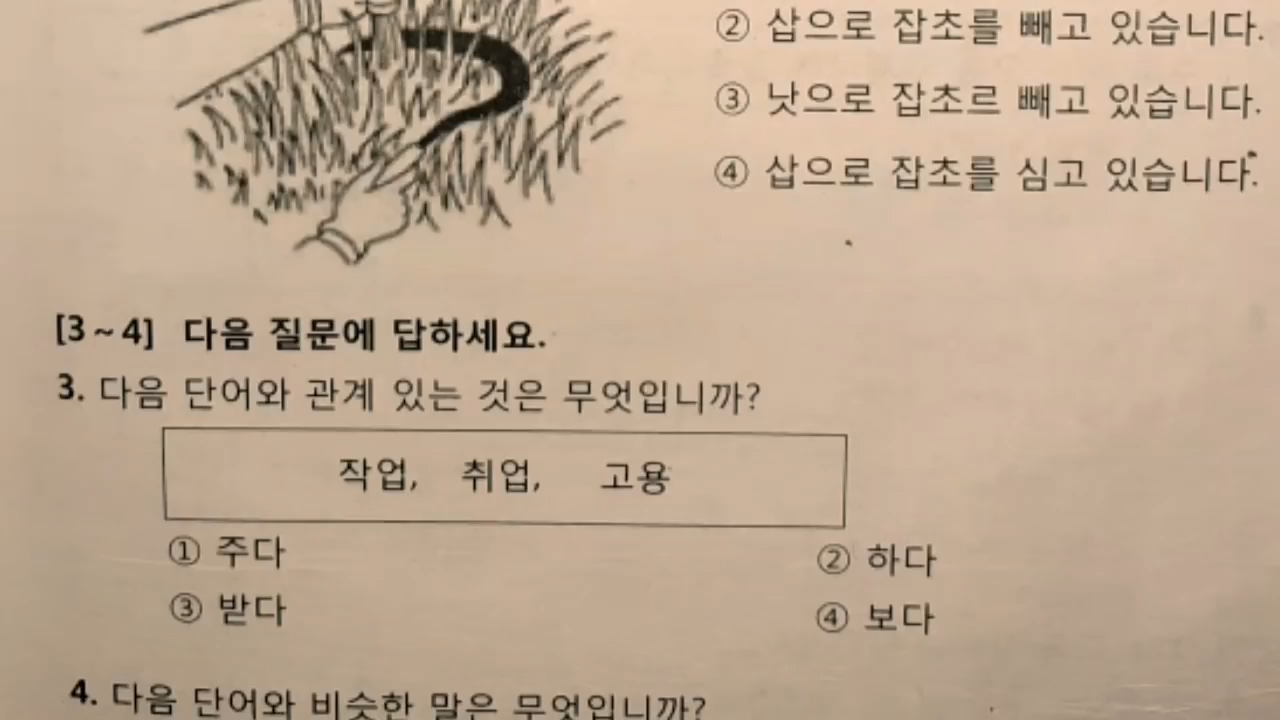 ② 삽으로 잡초를 빼고 있습니다.
③ 낫으로 잡초르 빼고 있습니다.
④ 삽으로 잡초를 심고 있습니다.
[3~4] 다음 질문에 답하세요.
3. 다음 단어와 관계 있는 것은 무엇입니까?
작업, 취업, 고용
① 주다 ② 하다
③ 받다 ④ 보다
4. 다음 단어와 비슷한 말은 무엇입니까?